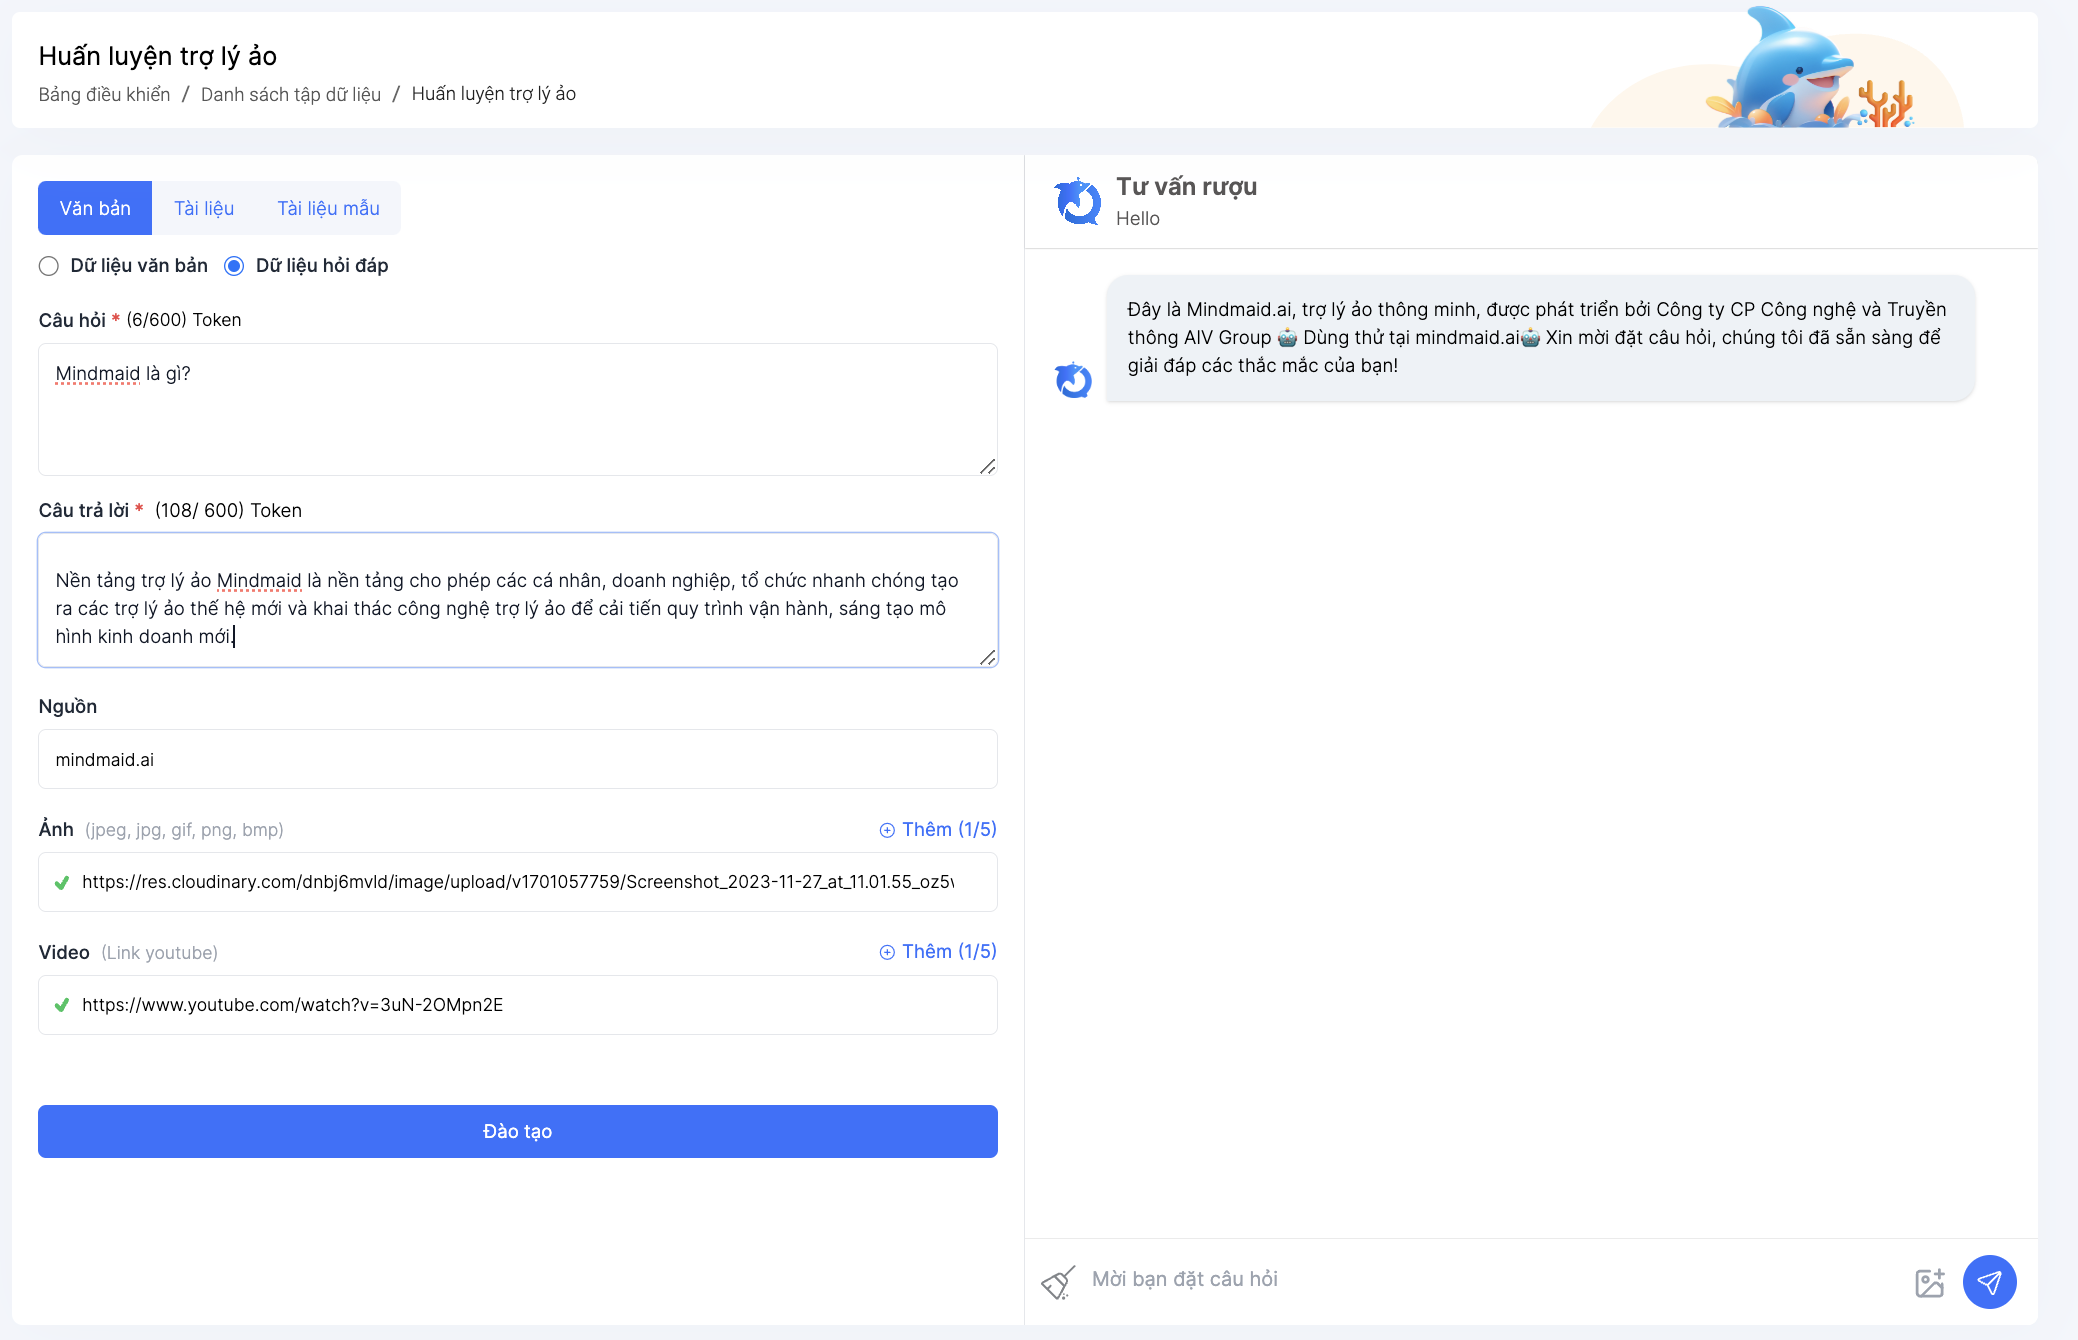 Huấn luyện trợ lý ảo
Bảng điều khiển / Danh sách tập dữ liệu / Huấn luyện trợ lý ảo
Văn bản Tài liệu Tài liệu mẫu
Dữ liệu văn bản Dữ liệu hỏi đáp
Câu hỏi * (6/600) Token
Mindmaid là gì?
Câu trả lời * (108/ 600) Token
Nền tảng trợ lý ảo Mindmaid là nền tảng cho phép các cá nhân, doanh nghiệp, tổ chức nhanh chóng tạo
ra các trợ lý ảo thế hệ mới và khai thác công nghệ trợ lý ảo để cải tiến quy trình vận hành, sáng tạo mô
hình kinh doanh mới.
Nguồn
mindmaid.ai
Ảnh (jpeg, jpg, gif, png, bmp) Thêm (1/5)
https://res.cloudinary.com/dnbj6mvld/image/upload/v1701057759/Screenshot_2023-11-27_at_11.01.55_oz5
Video (Link youtube) Thêm (1/5)
https://www.youtube.com/watch?v=3uN-2OMpn2E
Đào tạo
Tư vấn rượu
Hello
Đây là Mindmaid.ai, trợ lý ảo thông minh, được phát triển bởi Công ty CP Công nghệ và Truyền
thông AIV Group 🤖 Dùng thử tại mindmaid.ai🤖 Xin mời đặt câu hỏi, chúng tôi đã sẵn sàng để
giải đáp các thắc mắc của bạn!
Mời bạn đặt câu hỏi